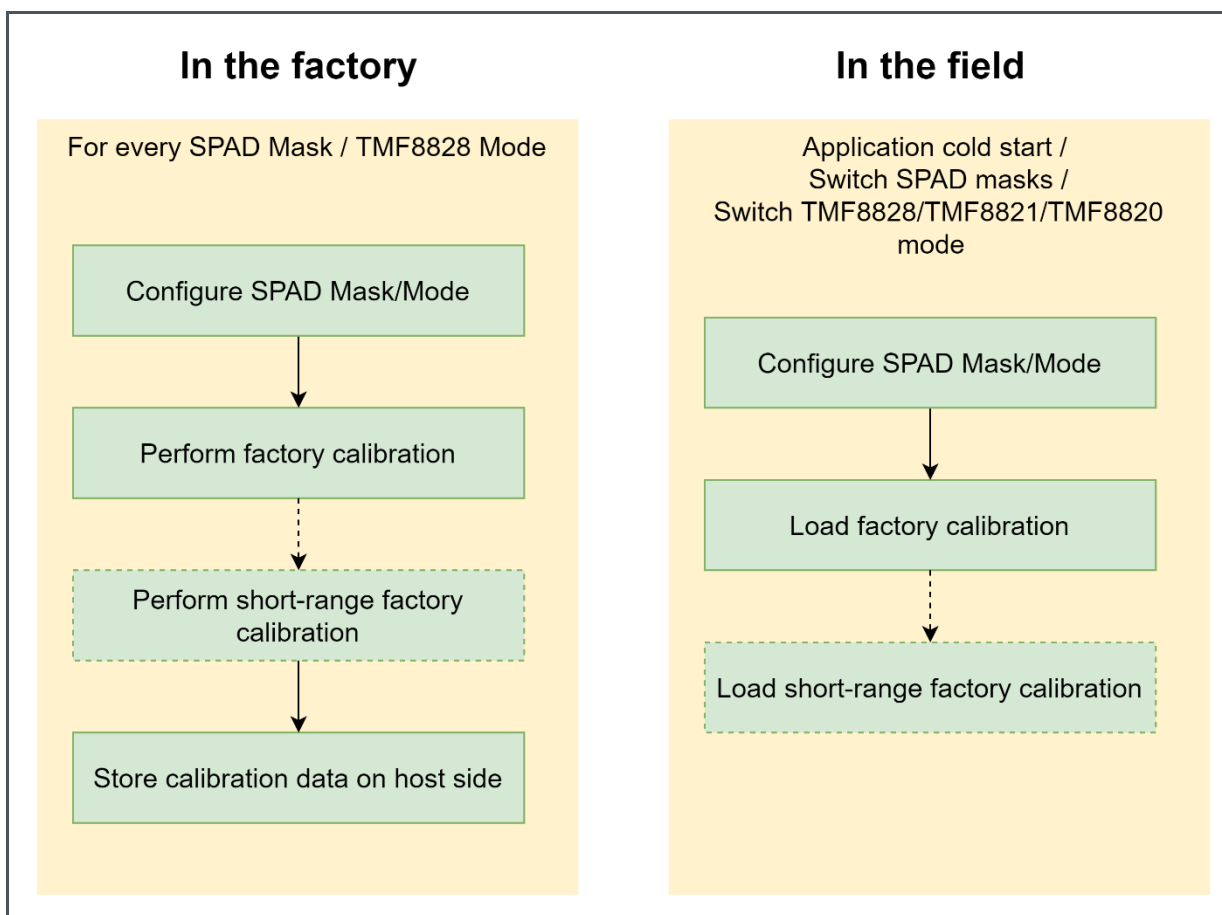 In the factory
For every SPAD Mask / TMF8828 Mode
Configure SPAD Mask/Mode
Perform factory calibration
Perform short-range factory
calibration
Store calibration data on host side
In the field
Application cold start /
Switch SPAD masks /
Switch TMF8828/TMF8821/TMF8820
mode
Configure SPAD Mask/Mode
Load factory calibration
Load short-range factory calibration